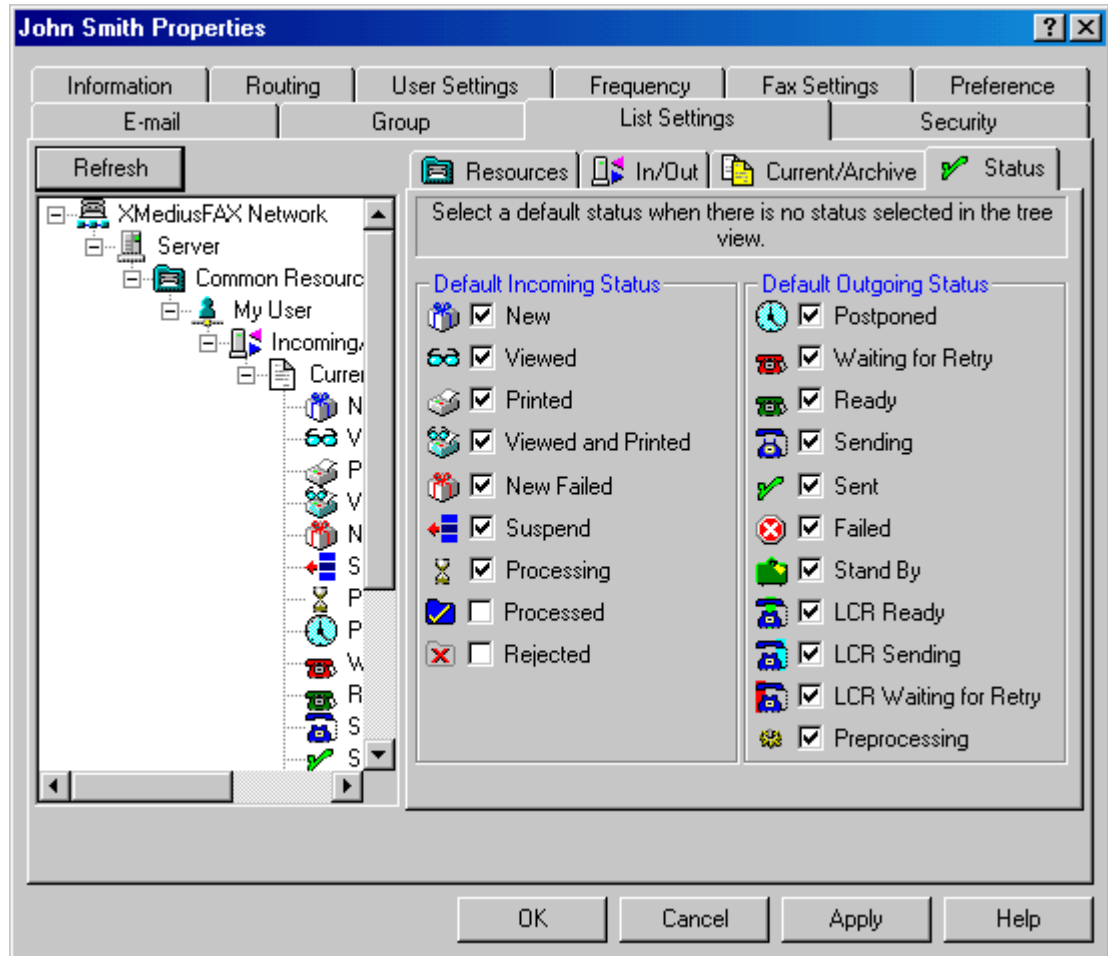 John Smith Properties
Information Routing User Settings Frequency Fax Settings Preference
E-mail Group List Settings Security
Refresh
XMediusFAX Network
Server
Common Resourc
My User
Incoming/
Currer
N
V
P
V
N
S
P
P
W
R
S
S
Resources In/Out Current/Archive Status
Select a default status when there is no status selected in the tree
view.
Default Incoming Status
New
Viewed
Printed
Viewed and Printed
New Failed
Suspend
Processing
Processed
Rejected
Default Outgoing Status
Postponed
Waiting for Retry
Ready
Sending
Sent
Failed
Stand By
LCR Ready
LCR Sending
LCR Waiting for Retry
Preprocessing
OK Cancel Apply Help